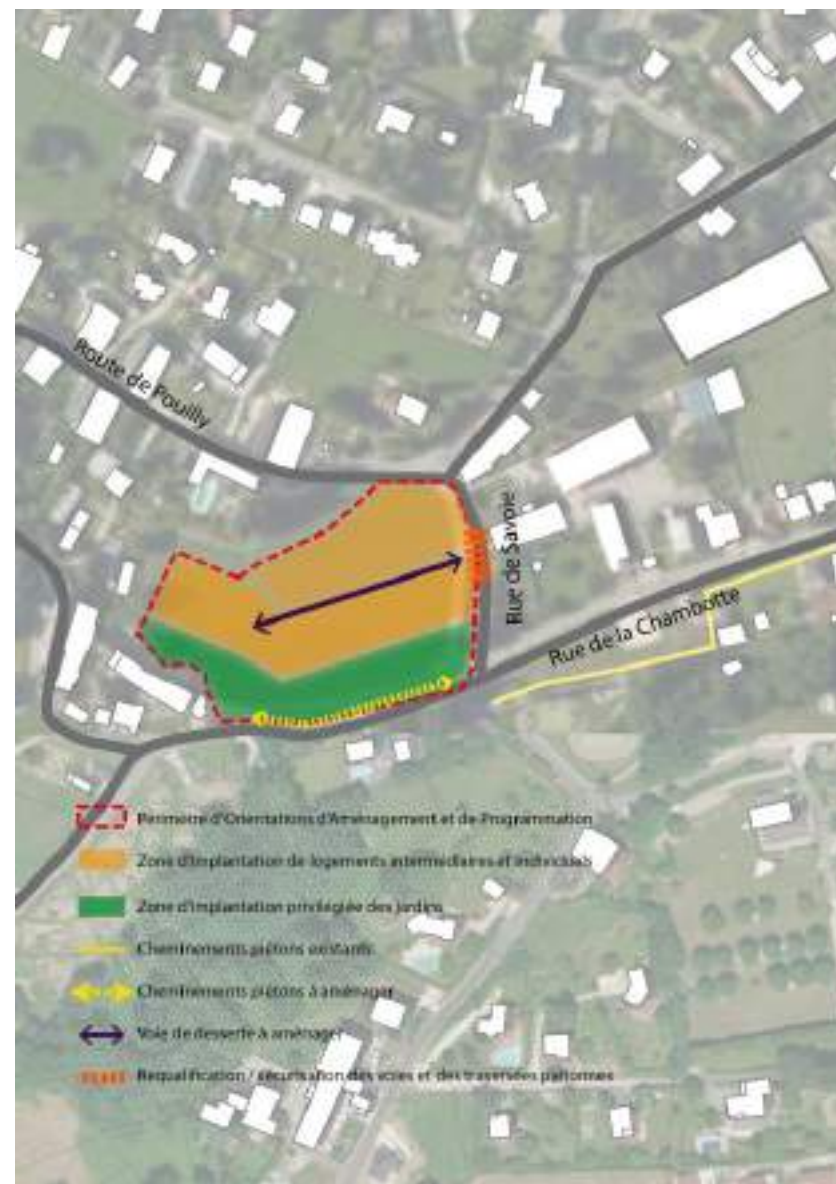 Route de Pouilly
Rue de Savoie
Rue de la Chambotte
Périmètre d'Orientations d'Aménagement et de Programmation
Zone d'implantation de logements intermédiaires et individuels
Zone d'implantation privilégiée des jardins
Cheminements piétons existants
Cheminements piétons à aménager
Voie de desserte à aménager
Requalification / sécurisation des voies et des traversées piétonnes